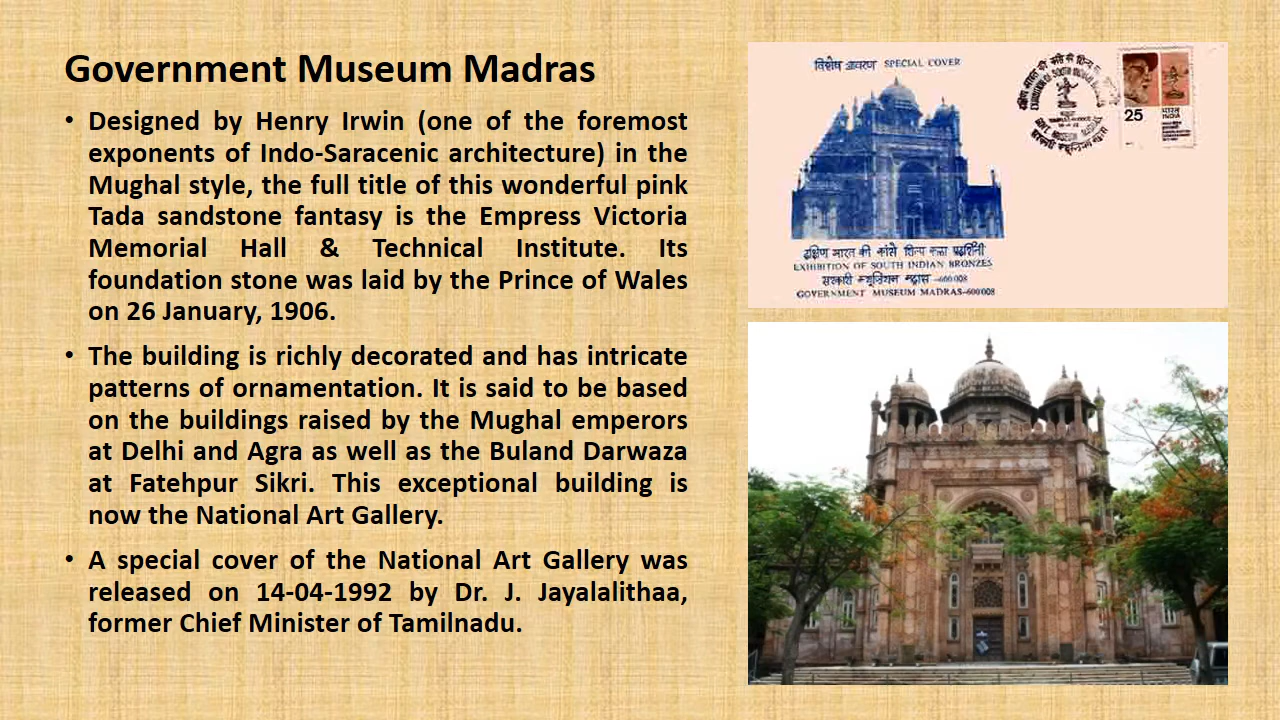 Government Museum Madras
• Designed by Henry Irwin (one of the foremost
exponents of Indo-Saracenic architecture) in the
Mughal style, the full title of this wonderful pink
Tada sandstone fantasy is the Empress Victoria
Memorial Hall & Technical Institute. Its
foundation stone was laid by the Prince of Wales
on 26 January, 1906.
• The building is richly decorated and has intricate
patterns of ornamentation. It is said to be based
on the buildings raised by the Mughal emperors
at Delhi and Agra as well as the Buland Darwaza
at Fatehpur Sikri. This exceptional building is
now the National Art Gallery.
• A special cover of the National Art Gallery was
released on 14-04-1992 by Dr. J. Jayalalithaa,
former Chief Minister of Tamilnadu.
विशेष आवरण SPECIAL COVER
25
भारत
INDIA
दक्षिण भारत की कांसे शिल्प कला प्रदर्शिनी
EXHIBITION OF SOUTH INDIAN BRONZES
सरकारी म्यूजियम मद्रास -600008
GOVERNMENT MUSEUM MADRAS-600008